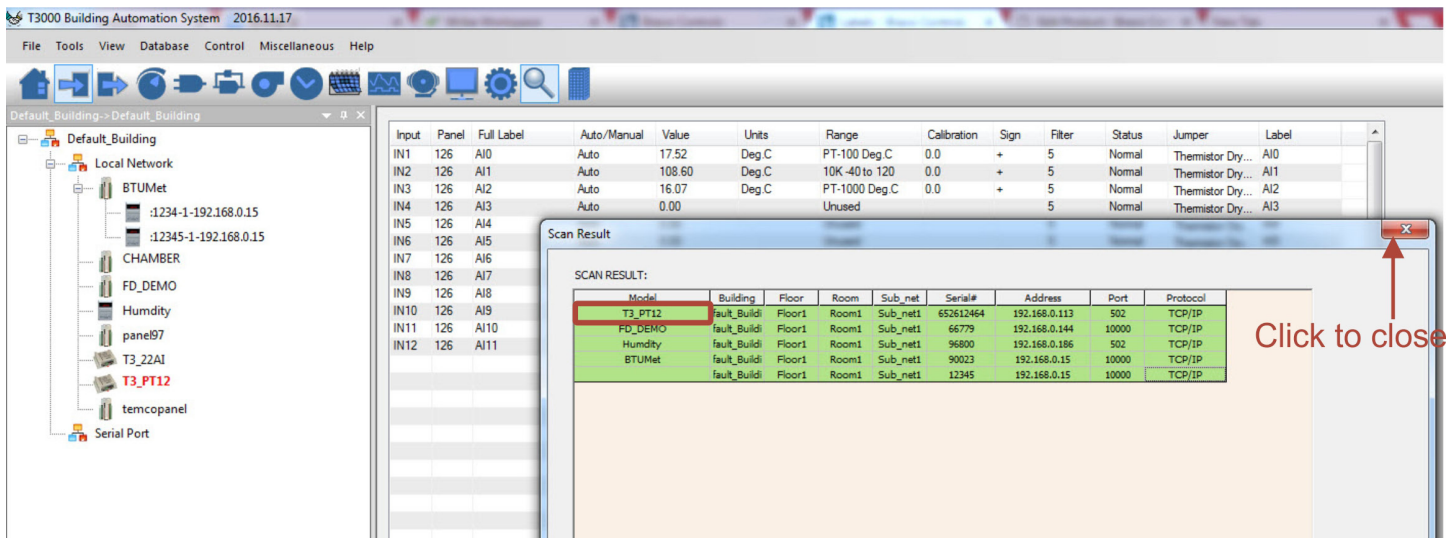 T3000 Building Automation System 2016.11.17
File Tools View Database Control Miscellaneous Help
Default_Building->Default_Building
Default_Building
Local Network
BTUMet
:1234-1-192.168.0.15
:12345-1-192.168.0.15
CHAMBER
FD_DEMO
Humdity
panel97
T3_22AI
T3_PT12
temcopanel
Serial Port
Input Panel Full Label Auto/Manual Value Units Range Calibration Sign Filter Status Jumper Label
IN1 126 AI0 Auto 17.52 Deg.C PT-100 Deg.C 0.0 + 5 Normal Thermistor Dry... AI0
IN2 126 AI1 Auto 108.60 Deg.C 10K -40 to 120 0.0 + 5 Normal Thermistor Dry... AI1
IN3 126 AI2 Auto 16.07 Deg.C PT-1000 Deg.C 0.0 + 5 Normal Thermistor Dry... AI2
IN4 126 AI3 Auto 0.00 Unused 5 Normal Thermistor Dry... AI3
IN5 126 AI4
IN6 126 AI5
IN7 126 AI6
IN8 126 AI7
IN9 126 AI8
IN10 126 AI9
IN11 126 AI10
IN12 126 AI11
Scan Result
SCAN RESULT:
Model Building Floor Room Sub_net Serial# Address Port Protocol
T3_PT12 fault_Buildi Floor1 Room1 Sub_net1 652612464 192.168.0.113 502 TCP/IP
FD_DEMO fault_Buildi Floor1 Room1 Sub_net1 66779 192.168.0.144 10000 TCP/IP
Humdity fault_Buildi Floor1 Room1 Sub_net1 96800 192.168.0.186 502 TCP/IP
BTUMet fault_Buildi Floor1 Room1 Sub_net1 90023 192.168.0.15 10000 TCP/IP
fault_Buildi Floor1 Room1 Sub_net1 12345 192.168.0.15 10000 TCP/IP
Click to close